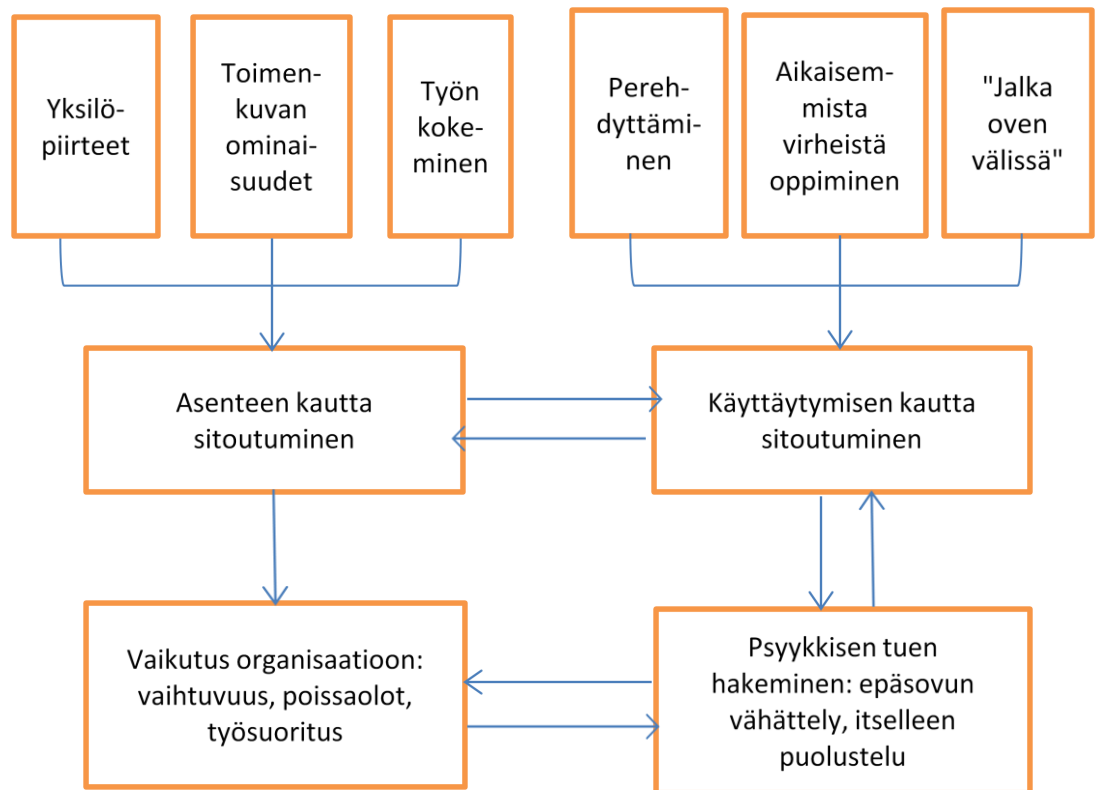 Yksilö-
piirteet
Toimen-
kuvan
ominai-
suudet
Työn
koke-
minen
Pereh-
dyttämi-
nen
Aikaisem-
mista
virheistä
oppiminen
"Jalka
oven
välissä"
Asenteen kautta
sitoutuminen
Käyttäytymisen kautta
sitoutuminen
Vaikutus organisaatioon:
vaihtuvuus, poissaolot,
työsuoritus
Psyykkisen tuen
hakeminen: epäsovun
vähättely, itselleen
puolustelu